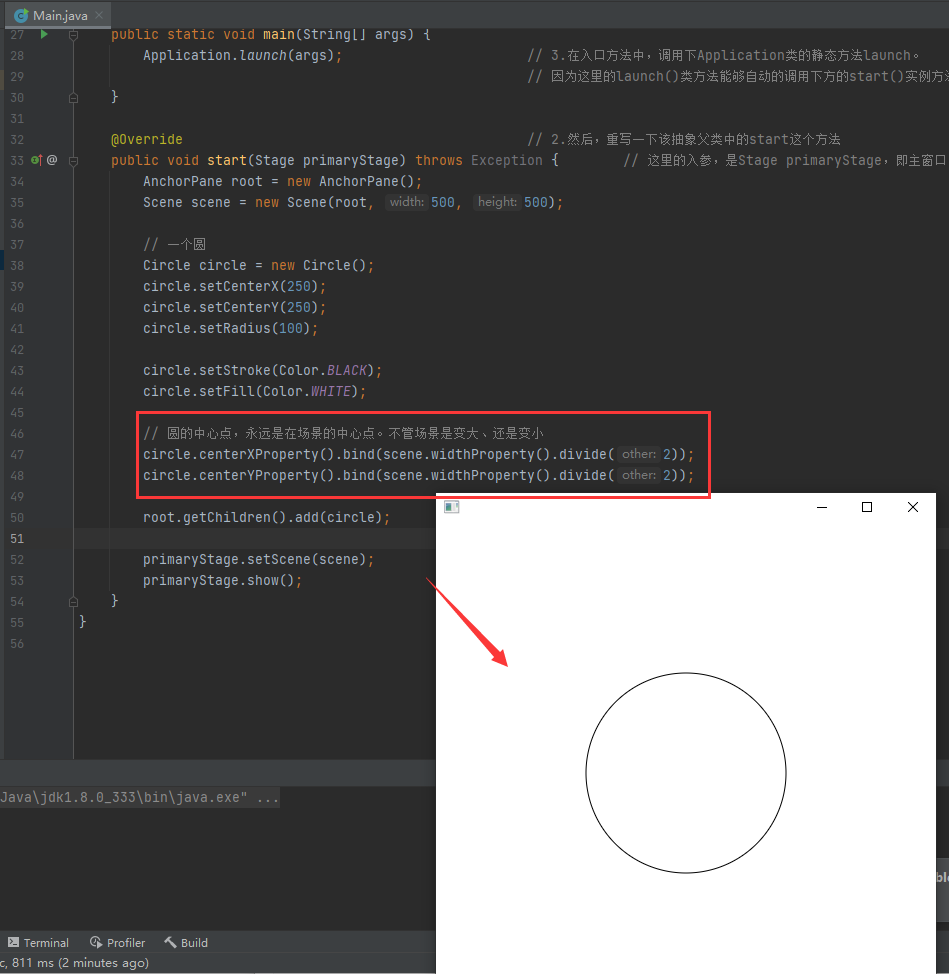 Main.java
27 public static void main(String[] args) {
28 Application.launch(args); // 3.在入口方法中，调用下Application类的静态方法launch。
29 // 因为这里的launch()类方法能够自动的调用下方的start()实例方法
30 }
31
32 @Override // 2.然后，重写一下该抽象父类中的start这个方法
33 @ public void start(Stage primaryStage) throws Exception { // 这里的入参，是Stage primaryStage，即主窗口
34 AnchorPane root = new AnchorPane();
35 Scene scene = new Scene(root, width: 500, height: 500);
36
37 // 一个圆
38 Circle circle = new Circle();
39 circle.setCenterX(250);
40 circle.setCenterY(250);
41 circle.setRadius(100);
42
43 circle.setStroke(Color.BLACK);
44 circle.setFill(Color.WHITE);
45
46 // 圆的中心点，永远是在场景的中心点。不管场景是变大、还是变小
47 circle.centerXProperty().bind(scene.widthProperty().divide( other: 2));
48 circle.centerYProperty().bind(scene.widthProperty().divide( other: 2));
49
50 root.getChildren().add(circle);
51
52 primaryStage.setScene(scene);
53 primaryStage.show();
54 }
55 }
56
Java\jdk1.8.0_333\bin\java.exe" ...
Terminal Profiler Build
c, 811 ms (2 minutes ago)